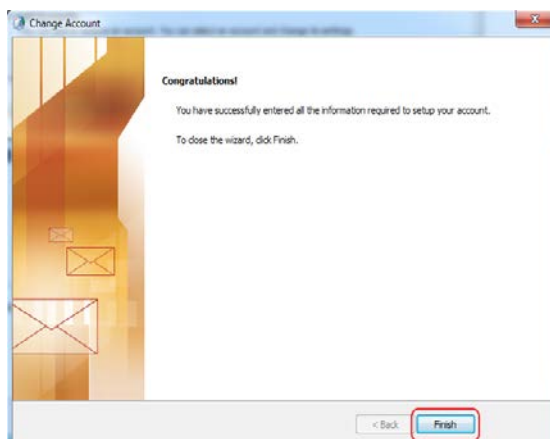 Change Account
Congratulations!
You have successfully entered all the information required to setup your account.
To close the wizard, click Finish.
< Back
Finish